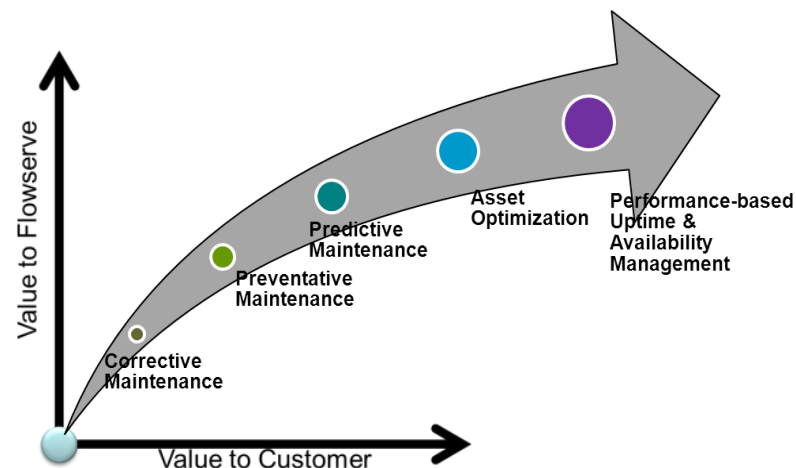 Value to Flowserve
Corrective
Maintenance
Preventative
Maintenance
Predictive
Maintenance
Asset
Optimization
Performance-based
Uptime &
Availability
Management
Value to Customer